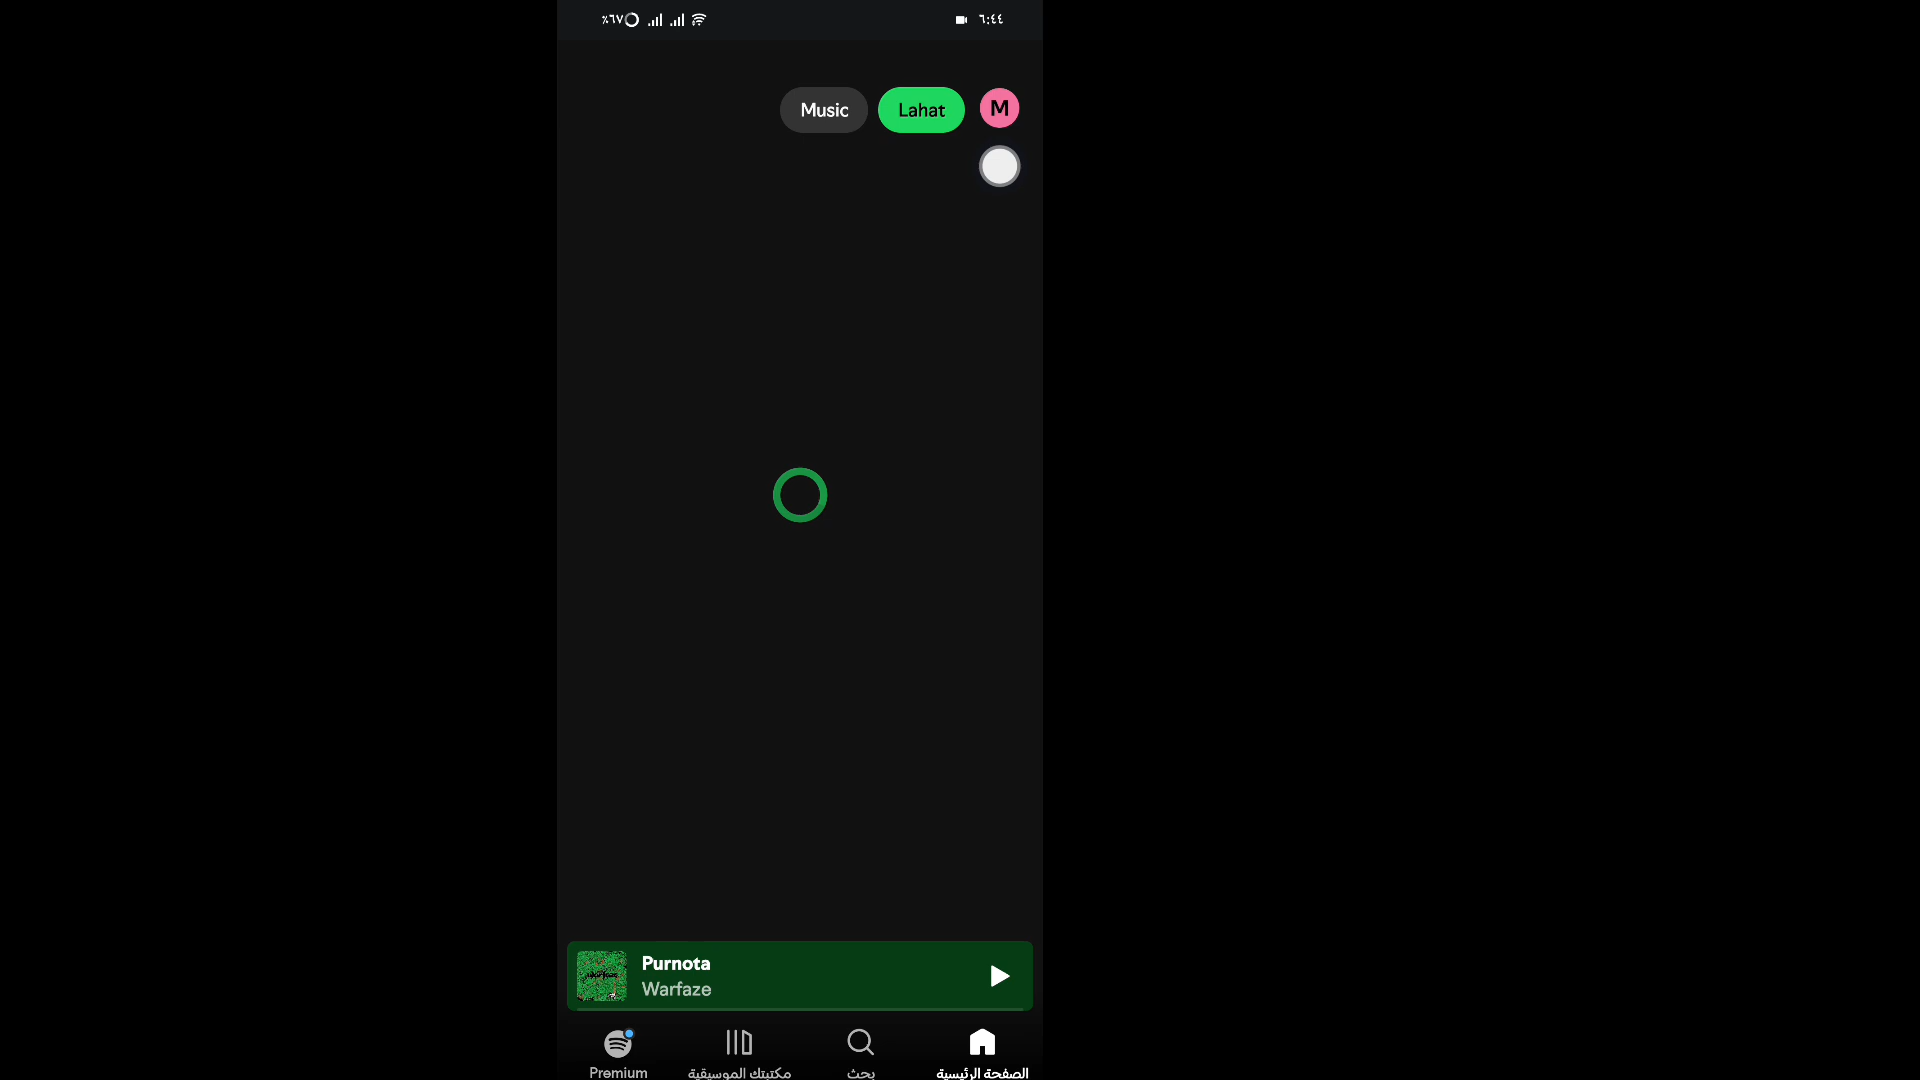 ٪٦٧ ٦:٤٤
Music Lahat M
Purnota
Warfaze
Premium مكتبتك الموسيقية بحث الصفحة الرئيسية